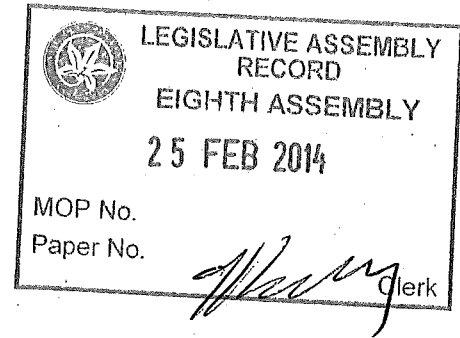 LEGISLATIVE ASSEMBLY
RECORD
EIGHTH ASSEMBLY
25 FEB 2014
MOP No.
Paper No.
Clerk